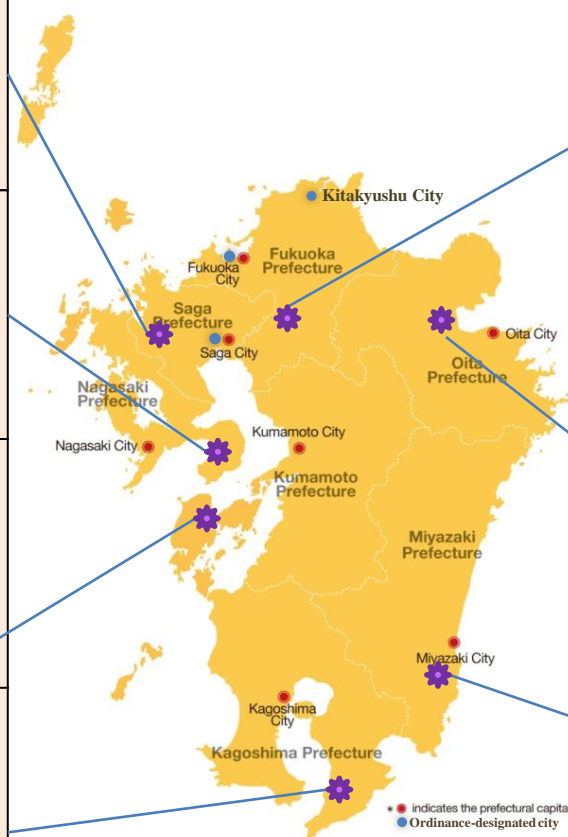 Kitakyushu City
Fukuoka
Prefecture
Fukuoka
City
Saga
Prefecture
Saga City
Oita City
Oita
Prefecture
Nagasaki
Prefecture
Nagasaki City
Kumamoto City
Kumamoto
Prefecture
Miyazaki
Prefecture
Miyazaki City
Kagoshima
City
Kagoshima Prefecture
* indicates the prefectural capita
Ordinance-designated city